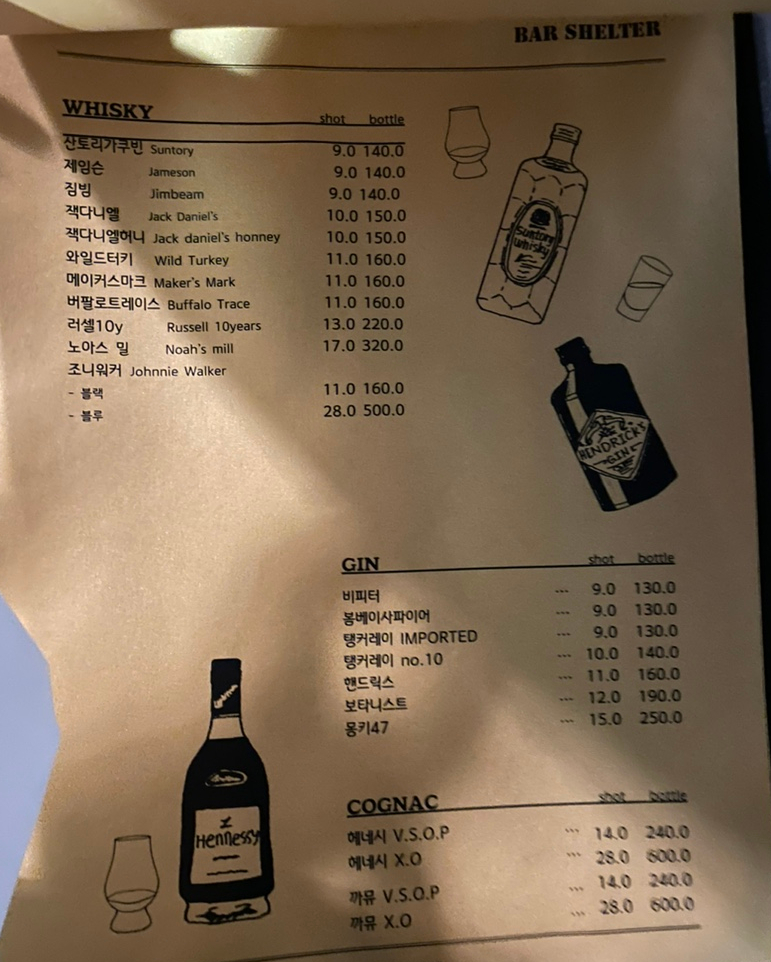 BAR SHELTER
WHISKY shot bottle
산토리가쿠빈 Suntory 9.0 140.0
제임슨 Jameson 9.0 140.0
짐빔 Jimbeam 9.0 140.0
잭다니엘 Jack Daniel's 10.0 150.0
잭다니엘허니 Jack daniel's honney 10.0 150.0
와일드터키 Wild Turkey 11.0 160.0
메이커스마크 Maker's Mark 11.0 160.0
버팔로트레이스 Buffalo Trace 11.0 160.0
러셀10y Russell 10years 13.0 220.0
노아스 밀 Noah's mill 17.0 320.0
조니워커 Johnnie Walker
- 블랙 11.0 160.0
- 블루 28.0 500.0
Suntory
Whisky
HENDRICK'S
GIN
GIN shot bottle
비피터 ... 9.0 130.0
봄베이사파이어 ... 9.0 130.0
탱커레이 IMPORTED ... 9.0 130.0
탱커레이 no.10 ... 10.0 140.0
핸드릭스 ... 11.0 160.0
보타니스트 ... 12.0 190.0
몽키47 ... 15.0 250.0
Hennessy
COGNAC shot bottle
헤네시 V.S.O.P ... 14.0 240.0
헤네시 X.O ... 28.0 600.0
까뮤 V.S.O.P ... 14.0 240.0
까뮤 X.O ... 28.0 600.0